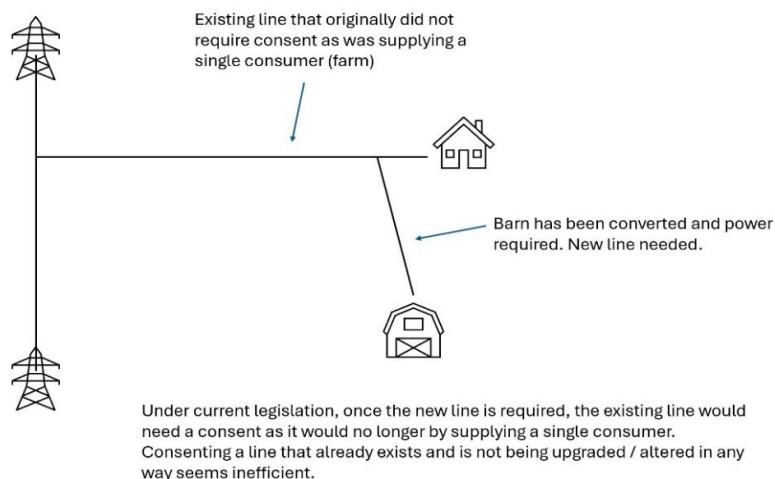 Existing line that originally did not
require consent as was supplying a
single consumer (farm)
Barn has been converted and power
required. New line needed.
Under current legislation, once the new line is required, the existing line would
need a consent as it would no longer by supplying a single consumer.
Consenting a line that already exists and is not being upgraded / altered in any
way seems inefficient.